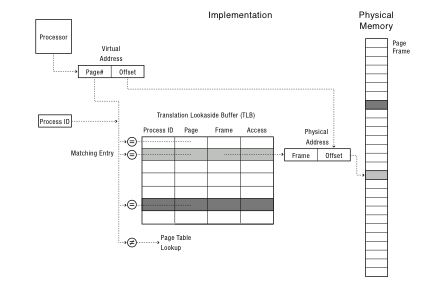 Implementation
Physical
Memory
Processor
Page
Frame
Virtual
Address
Page# Offset
Process ID
Translation Lookaside Buffer (TLB)
Process ID Page Frame Access
Physical
Address
=
Matching Entry
=
Frame Offset
=
≠
Page Table
Lookup